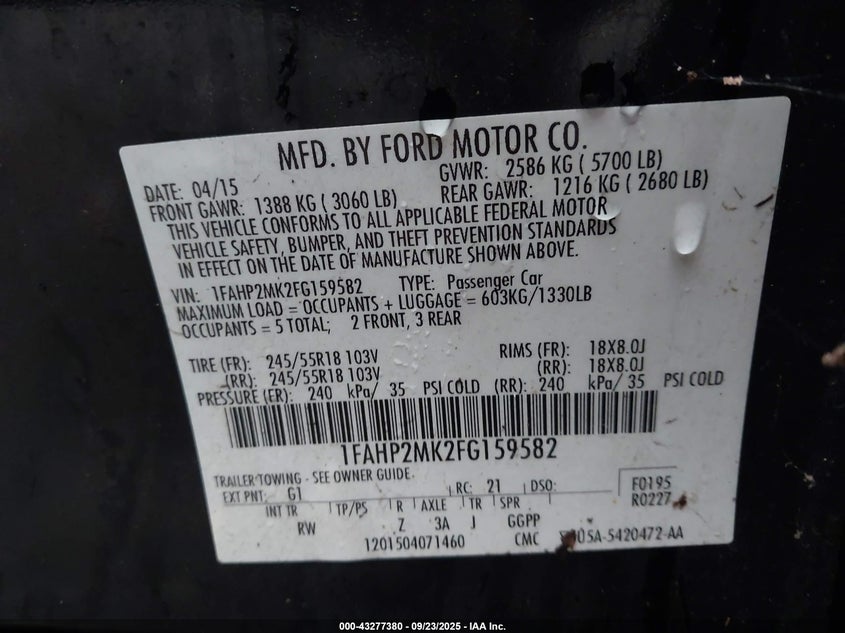 MFD. BY FORD MOTOR CO.
DATE: 04/15 GVWR: 2586 KG ( 5700 LB)
FRONT GAWR: 1388 KG ( 3060 LB) REAR GAWR: 1216 KG ( 2680 LB)
THIS VEHICLE CONFORMS TO ALL APPLICABLE FEDERAL MOTOR
VEHICLE SAFETY, BUMPER, AND THEFT PREVENTION STANDARDS
IN EFFECT ON THE DATE OF MANUFACTURE SHOWN ABOVE.
VIN: 1FAHP2MK2FG159582 TYPE: Passenger Car
MAXIMUM LOAD = OCCUPANTS + LUGGAGE = 603KG/1330LB
OCCUPANTS = 5 TOTAL; 2 FRONT, 3 REAR
TIRE (FR): 245/55R18 103V RIMS (FR): 18X8.0J
(RR): 245/55R18 103V (RR): 18X8.0J
PRESSURE (FR): 240 kPa/ 35 PSI COLD (RR): 240 kPa/ 35 PSI COLD
1FAHP2MK2FG159582
TRAILER TOWING - SEE OWNER GUIDE.
EXT PNT: G1 RC: 21 DSO: F0195
R0227
INT TR TP/PS R AXLE TR SPR
RW Z 3A J GGPP
1201504071460 CMC
000-43277380 - 09/23/2025 - IAA Inc.